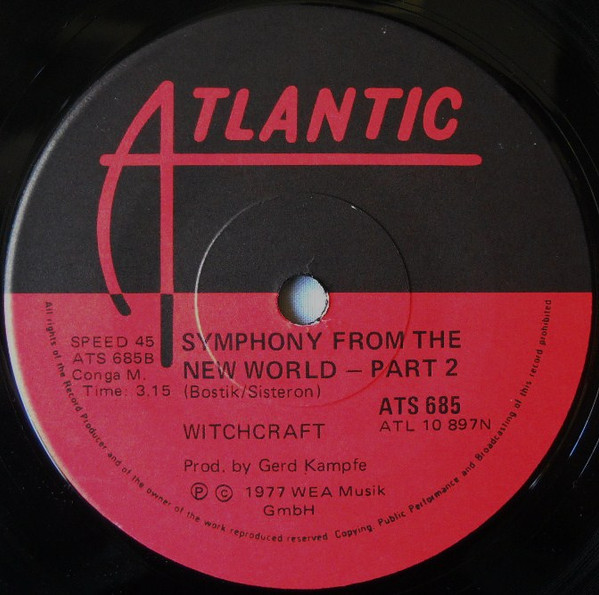 ATLANTIC
SPEED 45
ATS 685B
Conga M.
Time: 3.15
SYMPHONY FROM THE
NEW WORLD – PART 2
(Bostik/Sisteron)
ATS 685
ATL 10 897N
WITCHCRAFT
Prod. by Gerd Kampfe
Ⓟ © 1977 WEA Musik
GmbH
All rights of the Record Producer and of the owner of the work reproduced reserved. Copying, Public Performance and Broadcasting of this record prohibited